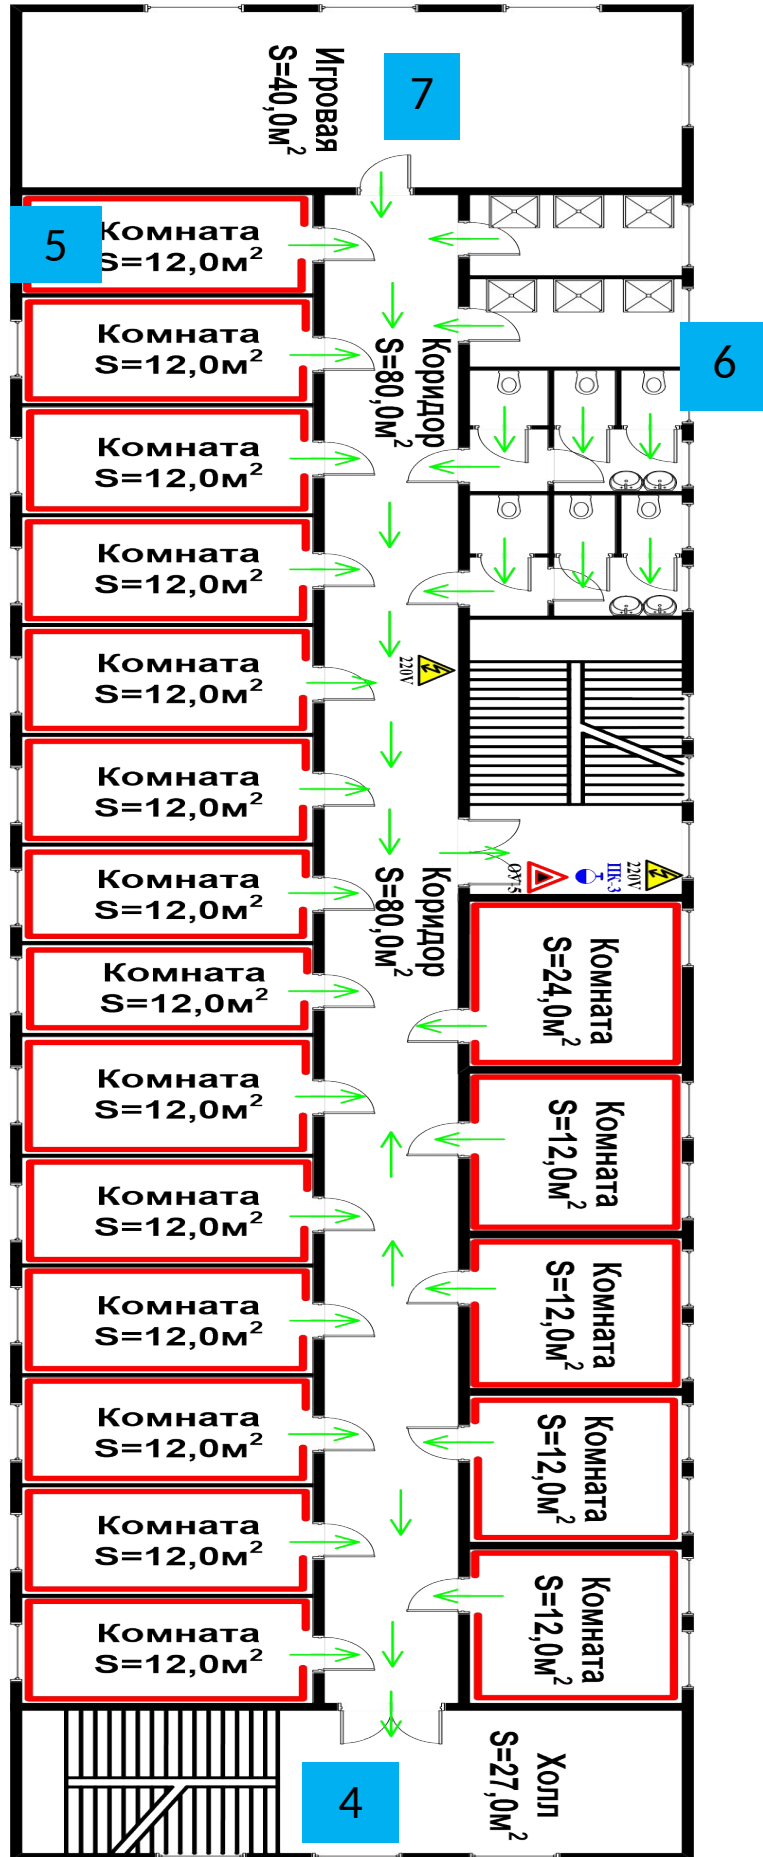 Игровая
S=40,0м²
7
5
Комната
S=12,0м²
Комната
S=12,0м²
6
Коридор
S=80,0м²
Комната
S=12,0м²
Комната
S=12,0м²
Комната
S=12,0м²
220V
Комната
S=12,0м²
Комната
S=12,0м²
Коридор
S=80,0м²
ОУ-5
ПК-3
220V
Комната
S=12,0м²
Комната
S=24,0м²
Комната
S=12,0м²
Комната
S=12,0м²
Комната
S=12,0м²
Комната
S=12,0м²
Комната
S=12,0м²
Комната
S=12,0м²
Комната
S=12,0м²
Комната
S=12,0м²
Комната
S=12,0м²
Комната
S=12,0м²
Холл
S=27,0м²
4